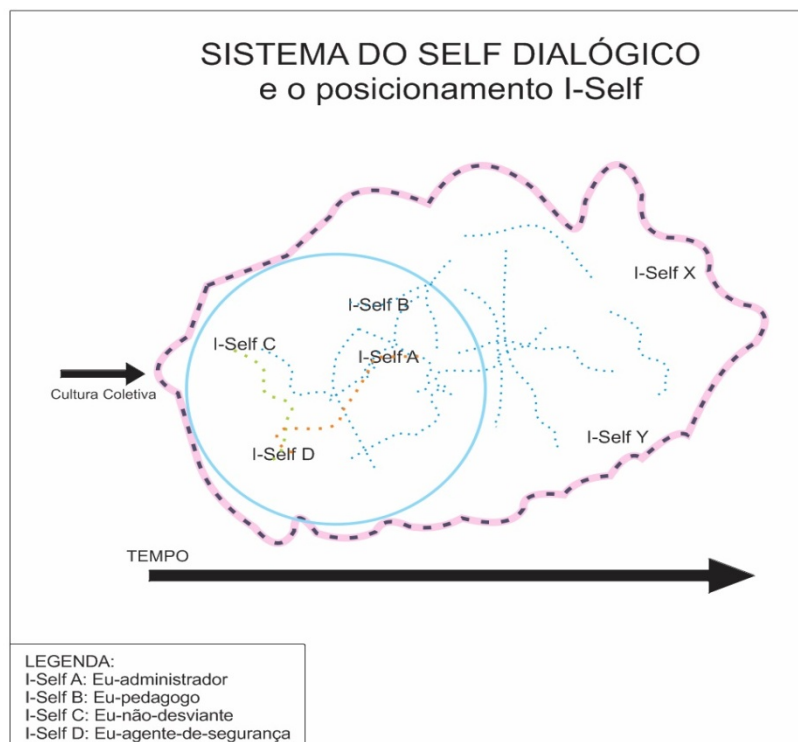 SISTEMA DO SELF DIALÓGICO
e o posicionamento I-Self
I-Self X
I-Self B
I-Self C
I-Self A
Cultura Coletiva
I-Self Y
I-Self D
TEMPO
LEGENDA:
I-Self A: Eu-administrador
I-Self B: Eu-pedagogo
I-Self C: Eu-não-desviante
I-Self D: Eu-agente-de-segurança